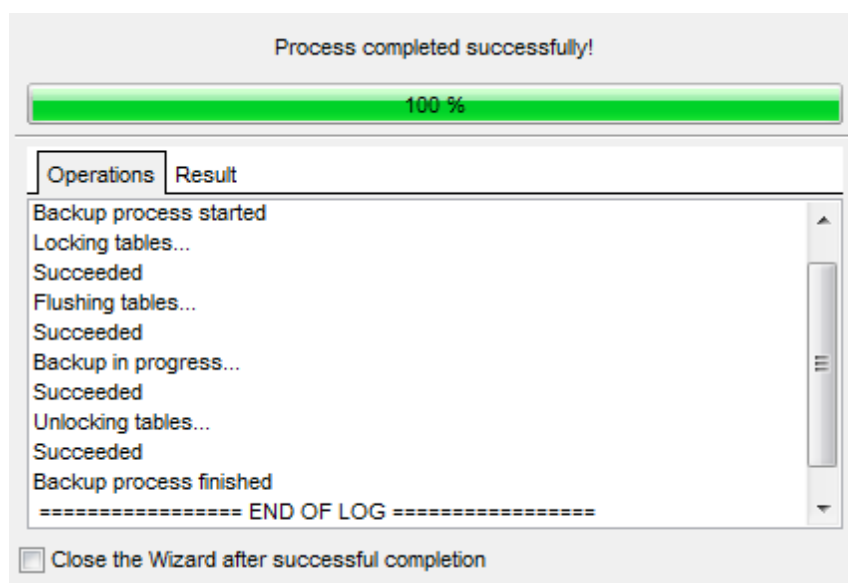 Process completed successfully!
100 %
Operations Result
Backup process started
Locking tables...
Succeeded
Flushing tables...
Succeeded
Backup in progress...
Succeeded
Unlocking tables...
Succeeded
Backup process finished
================= END OF LOG =================
Close the Wizard after successful completion